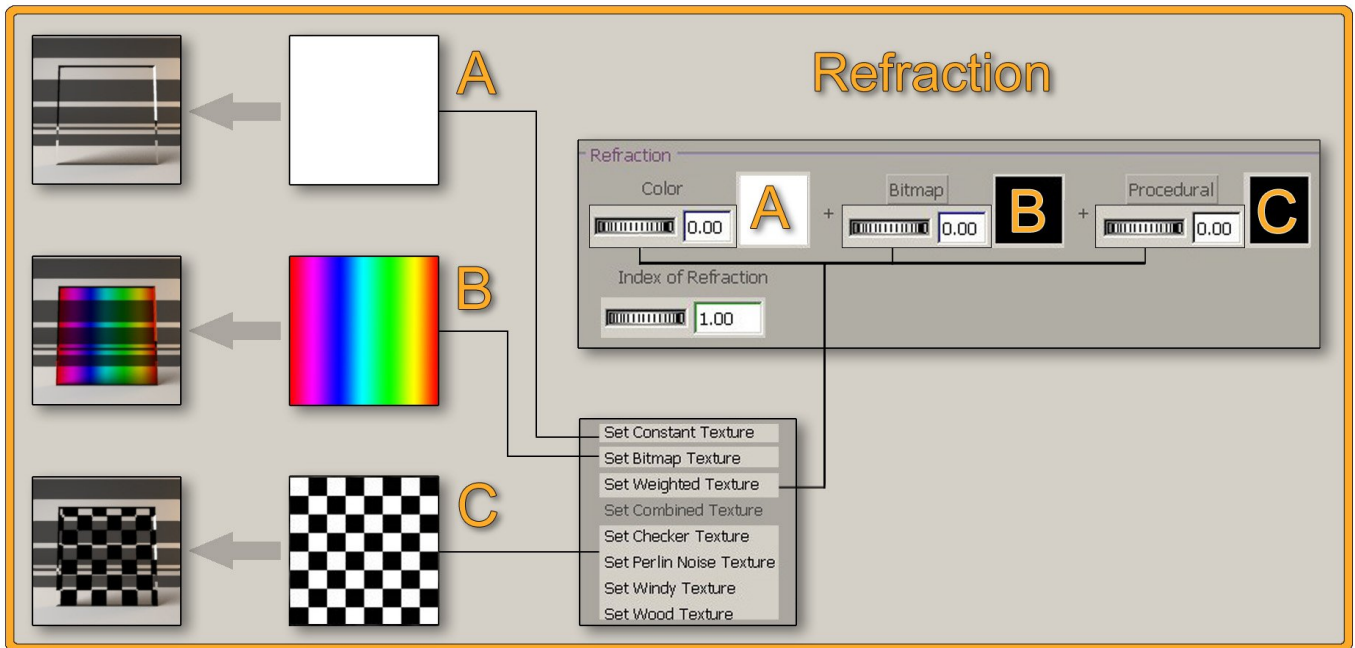 Refraction
A
Refraction
Color
Bitmap
Procedural
0.00
A
+
0.00
B
+
0.00
C
Index of Refraction
1.00
B
Set Constant Texture
Set Bitmap Texture
Set Weighted Texture
Set Combined Texture
Set Checker Texture
Set Perlin Noise Texture
Set Windy Texture
Set Wood Texture
C